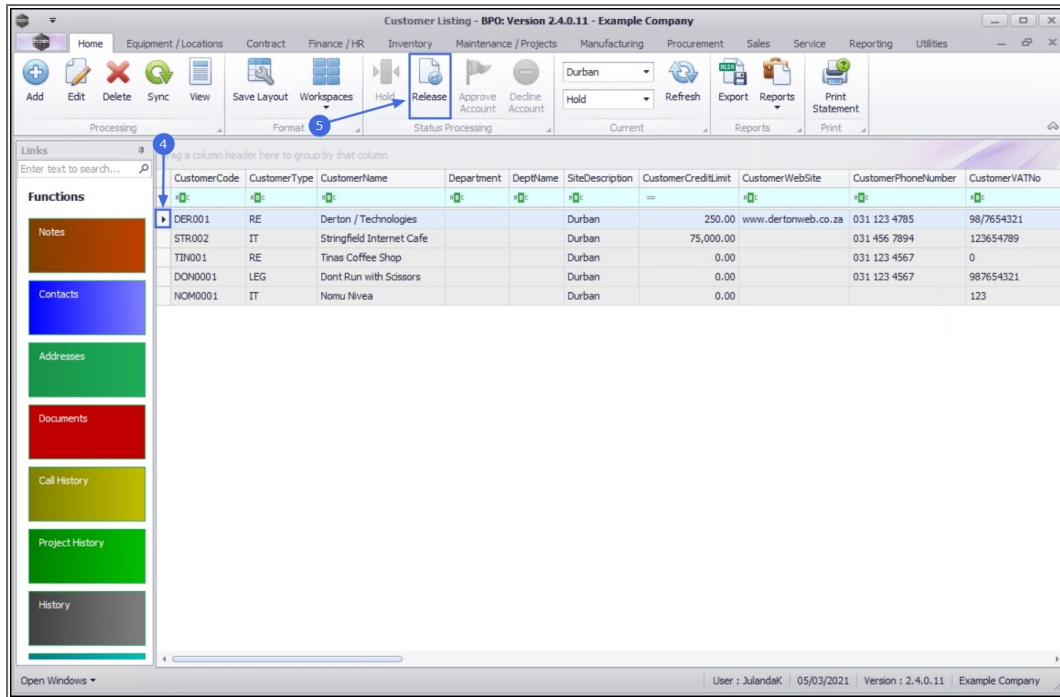 Customer Listing - BPO: Version 2.4.0.11 - Example Company
Home Equipment / Locations Contract Finance / HR Inventory Maintenance / Projects Manufacturing Procurement Sales Service Reporting Utilities
Add Edit Delete Sync View Save Layout Workspaces Hold Release Approve Account Decline Account Durban Hold Refresh Export Reports Print Statement
Processing Format Status Processing Current Reports Print
5
4
Links
Enter text to search...
Functions
Notes
Contacts
Addresses
Documents
Call History
Project History
History
ag a column header here to group by that column
CustomerCode CustomerType CustomerName Department DeptName SiteDescription CustomerCreditLimit CustomerWebSite CustomerPhoneNumber CustomerVATNo
DER001 RE Derton / Technologies Durban 250.00 www.dertonweb.co.za 031 123 4785 98/7654321
STR002 IT Stringfield Internet Cafe Durban 75,000.00 031 456 7894 123654789
TIN001 RE Tinas Coffee Shop Durban 0.00 031 123 4567 0
DON0001 LEG Dont Run with Scissors Durban 0.00 031 123 4567 987654321
NOM0001 IT Nomu Nivea Durban 0.00 123
Open Windows User : JulandaK 05/03/2021 Version : 2.4.0.11 Example Company